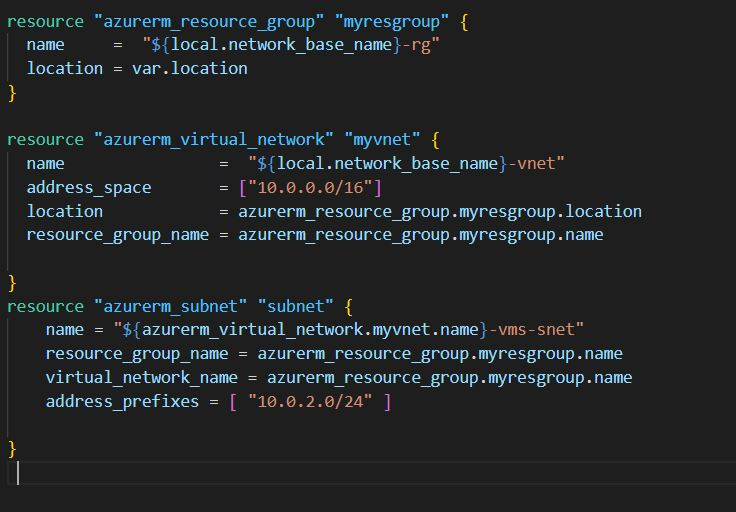 resource "azurerm_resource_group" "myresgroup" {
  name     =  "${local.network_base_name}-rg"
  location = var.location
}
resource "azurerm_virtual_network" "myvnet" {
  name                =  "${local.network_base_name}-vnet"
  address_space       = ["10.0.0.0/16"]
  location            = azurerm_resource_group.myresgroup.location
  resource_group_name = azurerm_resource_group.myresgroup.name
}
resource "azurerm_subnet" "subnet" {
    name = "${azurerm_virtual_network.myvnet.name}-vms-snet"
    resource_group_name = azurerm_resource_group.myresgroup.name
    virtual_network_name = azurerm_resource_group.myresgroup.name
    address_prefixes = [ "10.0.2.0/24" ]
}